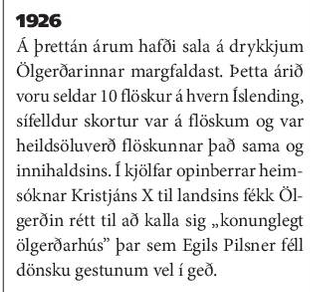 1926
Á þrettán árum hafði sala á drykkjum
Ölgerðarinnar margfaldast. Þetta árið
voru seldar 10 flöskur á hvern Íslending,
sífelldur skortur var á flöskum og var
heildsöluverð flöskunnar það sama og
innihaldsins. Í kjölfar opinberrar heim-
sóknar Kristjáns X til landsins fékk Öl-
gerðin rétt til að kalla sig „konunglegt
ölgerðarhús” þar sem Egils Pilsner féll
dönsku gestunum vel í geð.